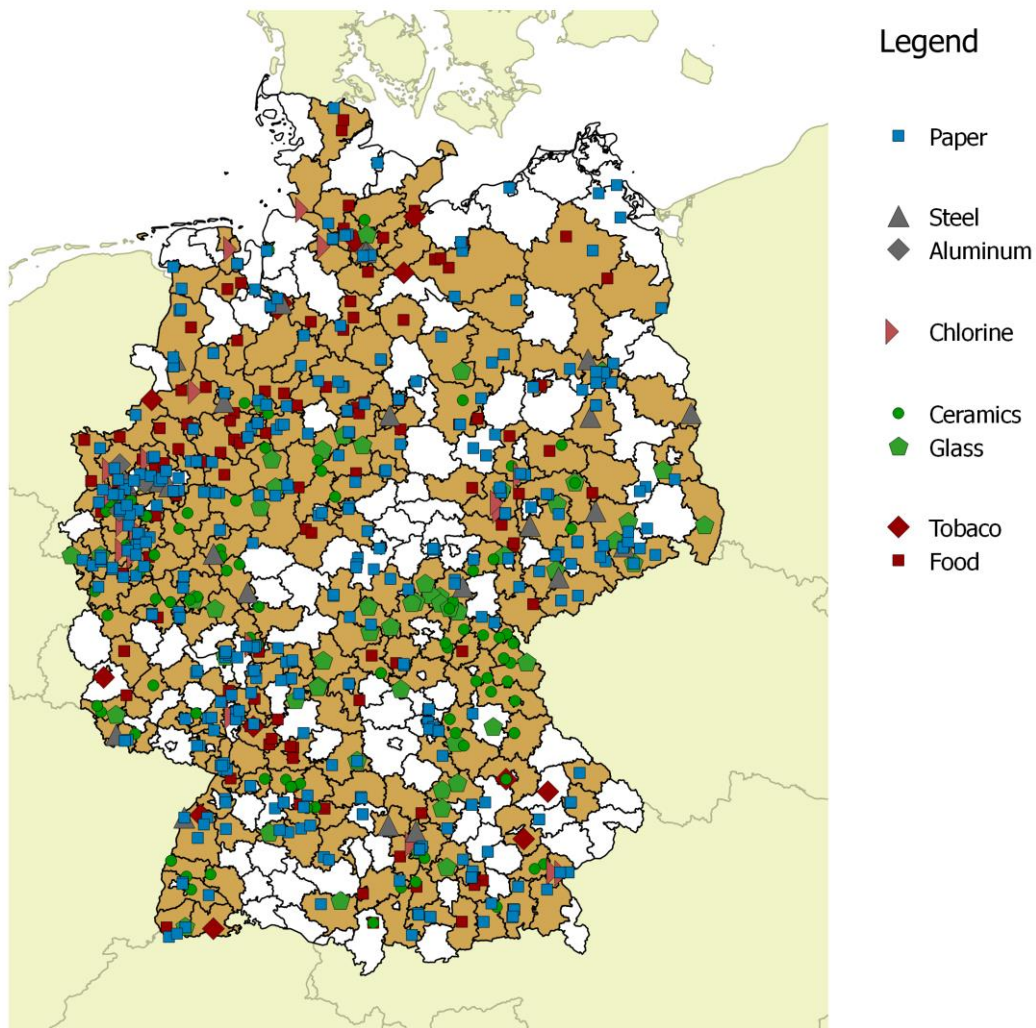 Legend
Paper
Steel
Aluminum
Chlorine
Ceramics
Glass
Tobaco
Food